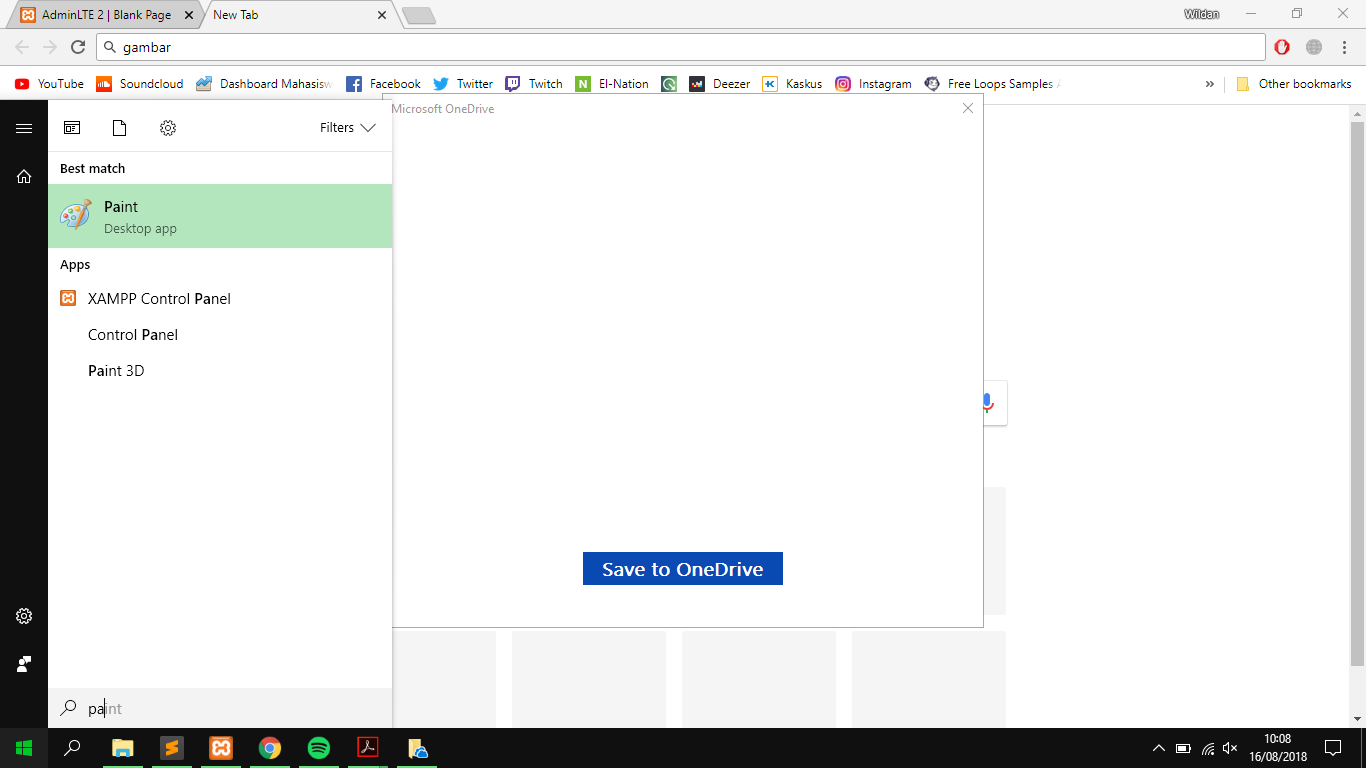 AdminLTE 2 | Blank Page
New Tab
Wildan
gambar
YouTube
Soundcloud
Dashboard Mahasisw
Facebook
Twitter
Twitch
EI-Nation
Deezer
Kaskus
Instagram
Free Loops Samples
»
Other bookmarks
Microsoft OneDrive
Filters
Best match
Paint
Desktop app
Apps
XAMPP Control Panel
Control Panel
Paint 3D
Save to OneDrive
paint
10:08
16/08/2018